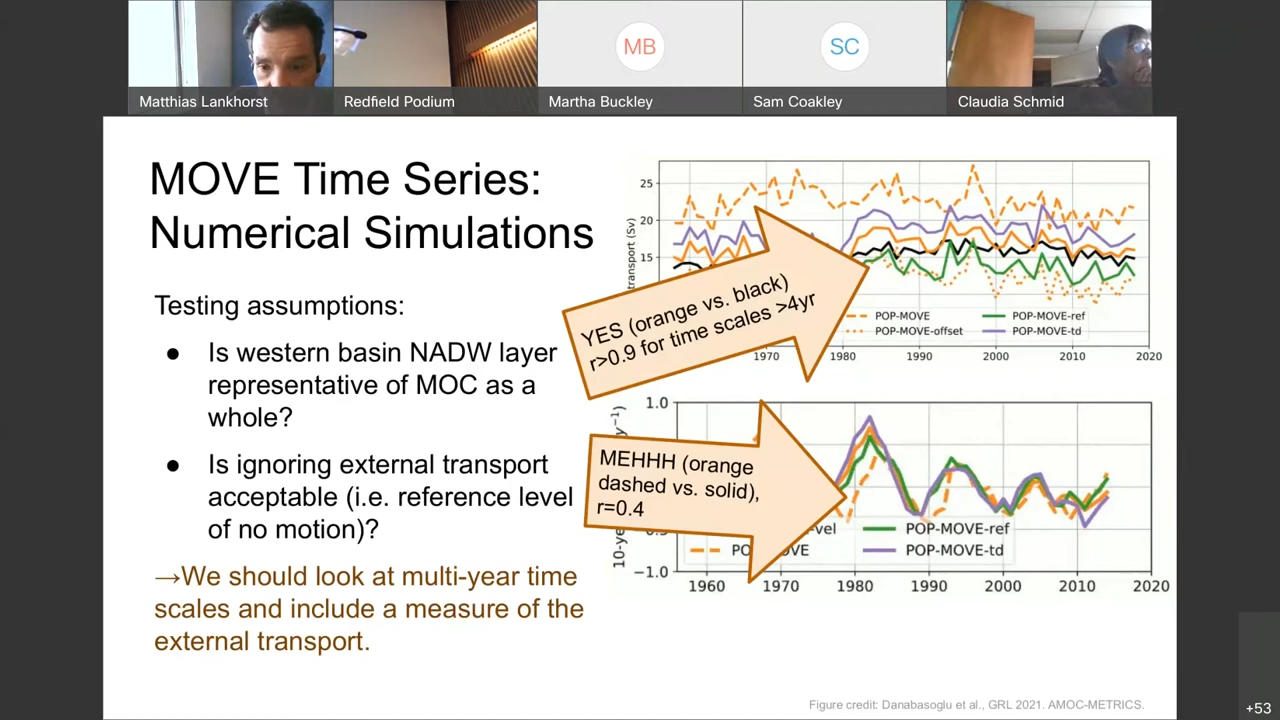 MB
SC
Matthias Lankhorst
Redfield Podium
Martha Buckley
Sam Coakley
Claudia Schmid
MOVE Time Series:
Numerical Simulations
Testing assumptions:
● Is western basin NADW layer
representative of MOC as a
whole?
● Is ignoring external transport
acceptable (i.e. reference level
of no motion)?
→We should look at multi-year time
scales and include a measure of the
external transport.
25
20
15
transport (Sv)
YES (orange vs. black)
r>0.9 for time scales >4yr
POP-MOVE
POP-MOVE-ref
POP-MOVE-offset
POP-MOVE-td
1970 1980 1990 2000 2010 2020
1.0
MEHHH (orange
dashed vs. solid),
r=0.4
-vel
POP-MOVE-ref
POP-MOVE-td
−1.0
1960 1970 1980 1990 2000 2010 2020
Figure credit: Danabasoglu et al., GRL 2021. AMOC-METRICS.
+53